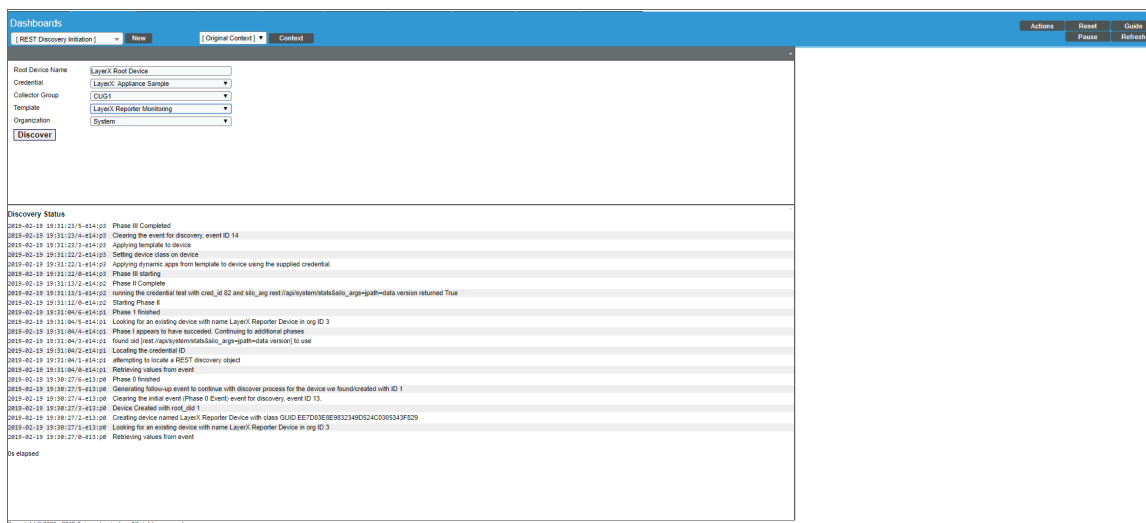 Dashboards
[ REST Discovery Initiation ] New [ Original Context ] Context
Actions Reset Guide
Pause Refresh
Root Device Name LayerX Root Device
Credential LayerX: Appliance Sample
Collector Group CUG1
Template LayerX Reporter Monitoring
Organization System
Discover
Discovery Status
2019-02-19 19:31:23/5-e14:p3 Phase III Completed
2019-02-19 19:31:23/4-e14:p3 Clearing the event for discovery, event ID 14
2019-02-19 19:31:23/3-e14:p3 Applying template to device
2019-02-19 19:31:22/2-e14:p3 Setting device class on device
2019-02-19 19:31:22/1-e14:p3 Applying dynamic apps from template to device using the supplied credential.
2019-02-19 19:31:22/0-e14:p3 Phase III starting
2019-02-19 19:31:13/2-e14:p2 Phase II Complete
2019-02-19 19:31:13/1-e14:p2 running the credential test with cred_id 82 and silo_arg rest://api/system/stats&silo_args=jpath=data.version returned True
2019-02-19 19:31:12/0-e14:p2 Starting Phase II
2019-02-19 19:31:04/6-e14:p1 Phase 1 finished
2019-02-19 19:31:04/5-e14:p1 Looking for an existing device with name LayerX Reporter Device in org ID 3
2019-02-19 19:31:04/4-e14:p1 Phase I appears to have succeded. Continuing to additional phases
2019-02-19 19:31:04/3-e14:p1 found oid [rest://api/system/stats&silo_args=jpath=data.version] to use
2019-02-19 19:31:04/2-e14:p1 Locating the credential ID
2019-02-19 19:31:04/1-e14:p1 attempting to locate a REST discovery object
2019-02-19 19:31:04/0-e14:p1 Retrieving values from event
2019-02-19 19:30:27/6-e13:p0 Phase 0 finished
2019-02-19 19:30:27/5-e13:p0 Generating follow-up event to continue with discover process for the device we found/created with ID 1
2019-02-19 19:30:27/4-e13:p0 Clearing the initial event (Phase 0 Event) event for discovery, event ID 13.
2019-02-19 19:30:27/3-e13:p0 Device Created with root_did 1
2019-02-19 19:30:27/2-e13:p0 Creating device named LayerX Reporter Device with class GUID EE7D03E8E9832349D524C0305343F829
2019-02-19 19:30:27/1-e13:p0 Looking for an existing device with name LayerX Reporter Device in org ID 3
2019-02-19 19:30:27/0-e13:p0 Retrieving values from event
0s elapsed